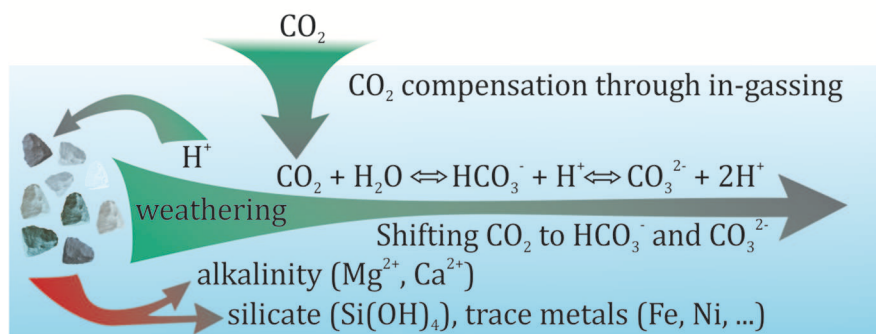 CO₂
CO₂ compensation through in-gassing
H⁺
CO₂ + H₂O ⇔ HCO₃⁻ + H⁺ ⇔ CO₃²⁻ + 2H⁺
weathering
Shifting CO₂ to HCO₃⁻ and CO₃²⁻
alkalinity (Mg²⁺, Ca²⁺)
silicate (Si(OH)₄), trace metals (Fe, Ni, ...)